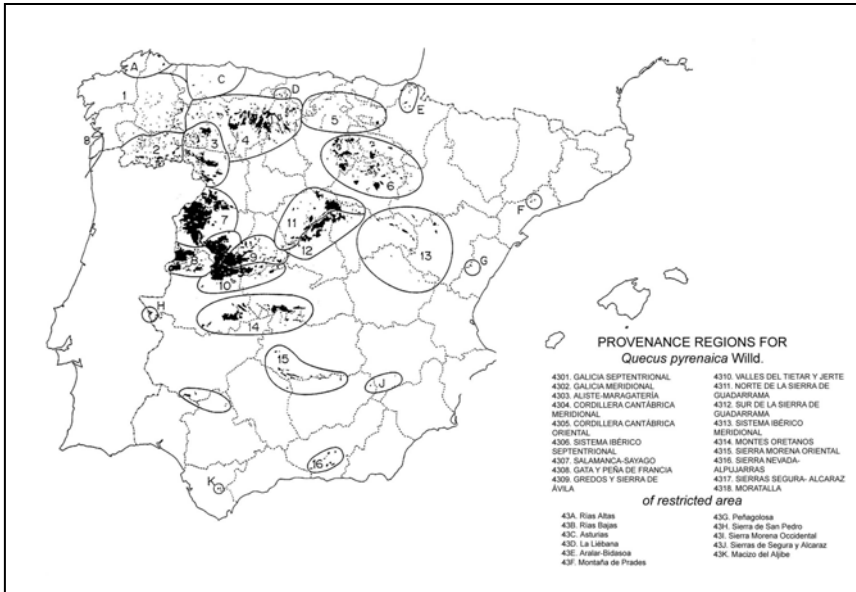 A
C
D
E
1
B
2
3
4
5
6
7
8
9
10
11
12
13
F
G
H
14
15
J
16
K
PROVENANCE REGIONS FOR
Quecus pyrenaica Willd.
4301. GALICIA SEPTENTRIONAL
4302. GALICIA MERIDIONAL
4303. ALISTE-MARAGATERÍA
4304. CORDILLERA CANTÁBRICA
MERIDIONAL
4305. CORDILLERA CANTÁBRICA
ORIENTAL
4306. SISTEMA IBÉRICO
SEPTENTRIONAL
4307. SALAMANCA-SAYAGO
4308. GATA Y PEÑA DE FRANCIA
4309. GREDOS Y SIERRA DE
ÁVILA
4310. VALLES DEL TIETAR Y JERTE
4311. NORTE DE LA SIERRA DE
GUADARRAMA
4312. SUR DE LA SIERRA DE
GUADARRAMA
4313. SISTEMA IBÉRICO
MERIDIONAL
4314. MONTES ORETANOS
4315. SIERRA MORENA ORIENTAL
4316. SIERRA NEVADA-
ALPUJARRAS
4317. SIERRAS SEGURA- ALCARAZ
4318. MORATALLA
of restricted area
43A. Rías Altas
43B. Rías Bajas
43C. Asturias
43D. La Liébana
43E. Aralar-Bidasoa
43F. Montaña de Prades
43G. Peñagolosa
43H. Sierra de San Pedro
43I. Sierra Morena Occidental
43J. Sierras de Segura y Alcaraz
43K. Macizo del Aljibe